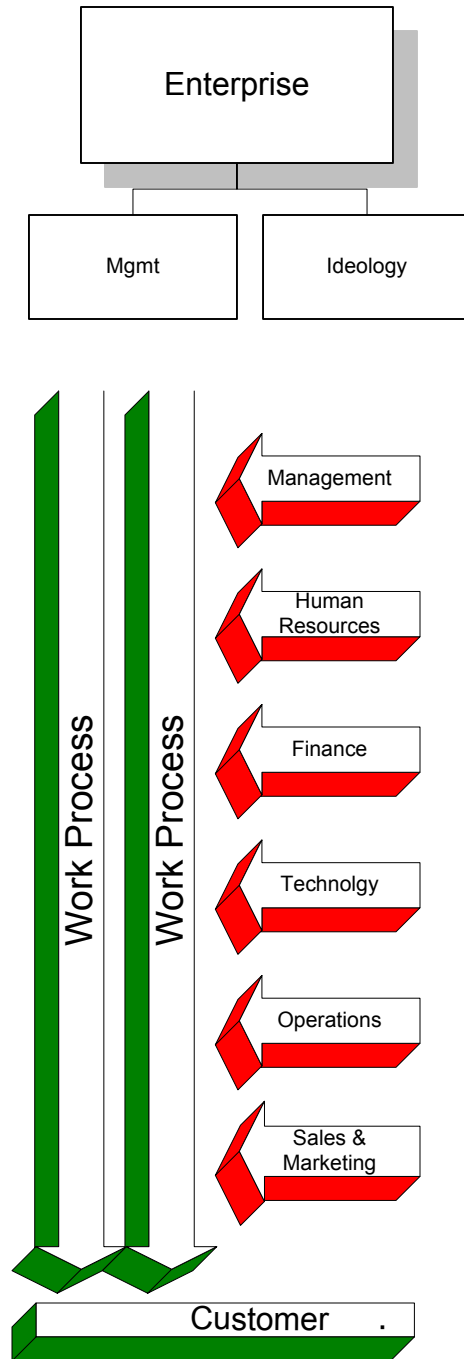 Enterprise
Mgmt
Ideology
Management
Human
Resources
Finance
Technolgy
Operations
Sales &
Marketing
Work Process
Work Process
Customer .